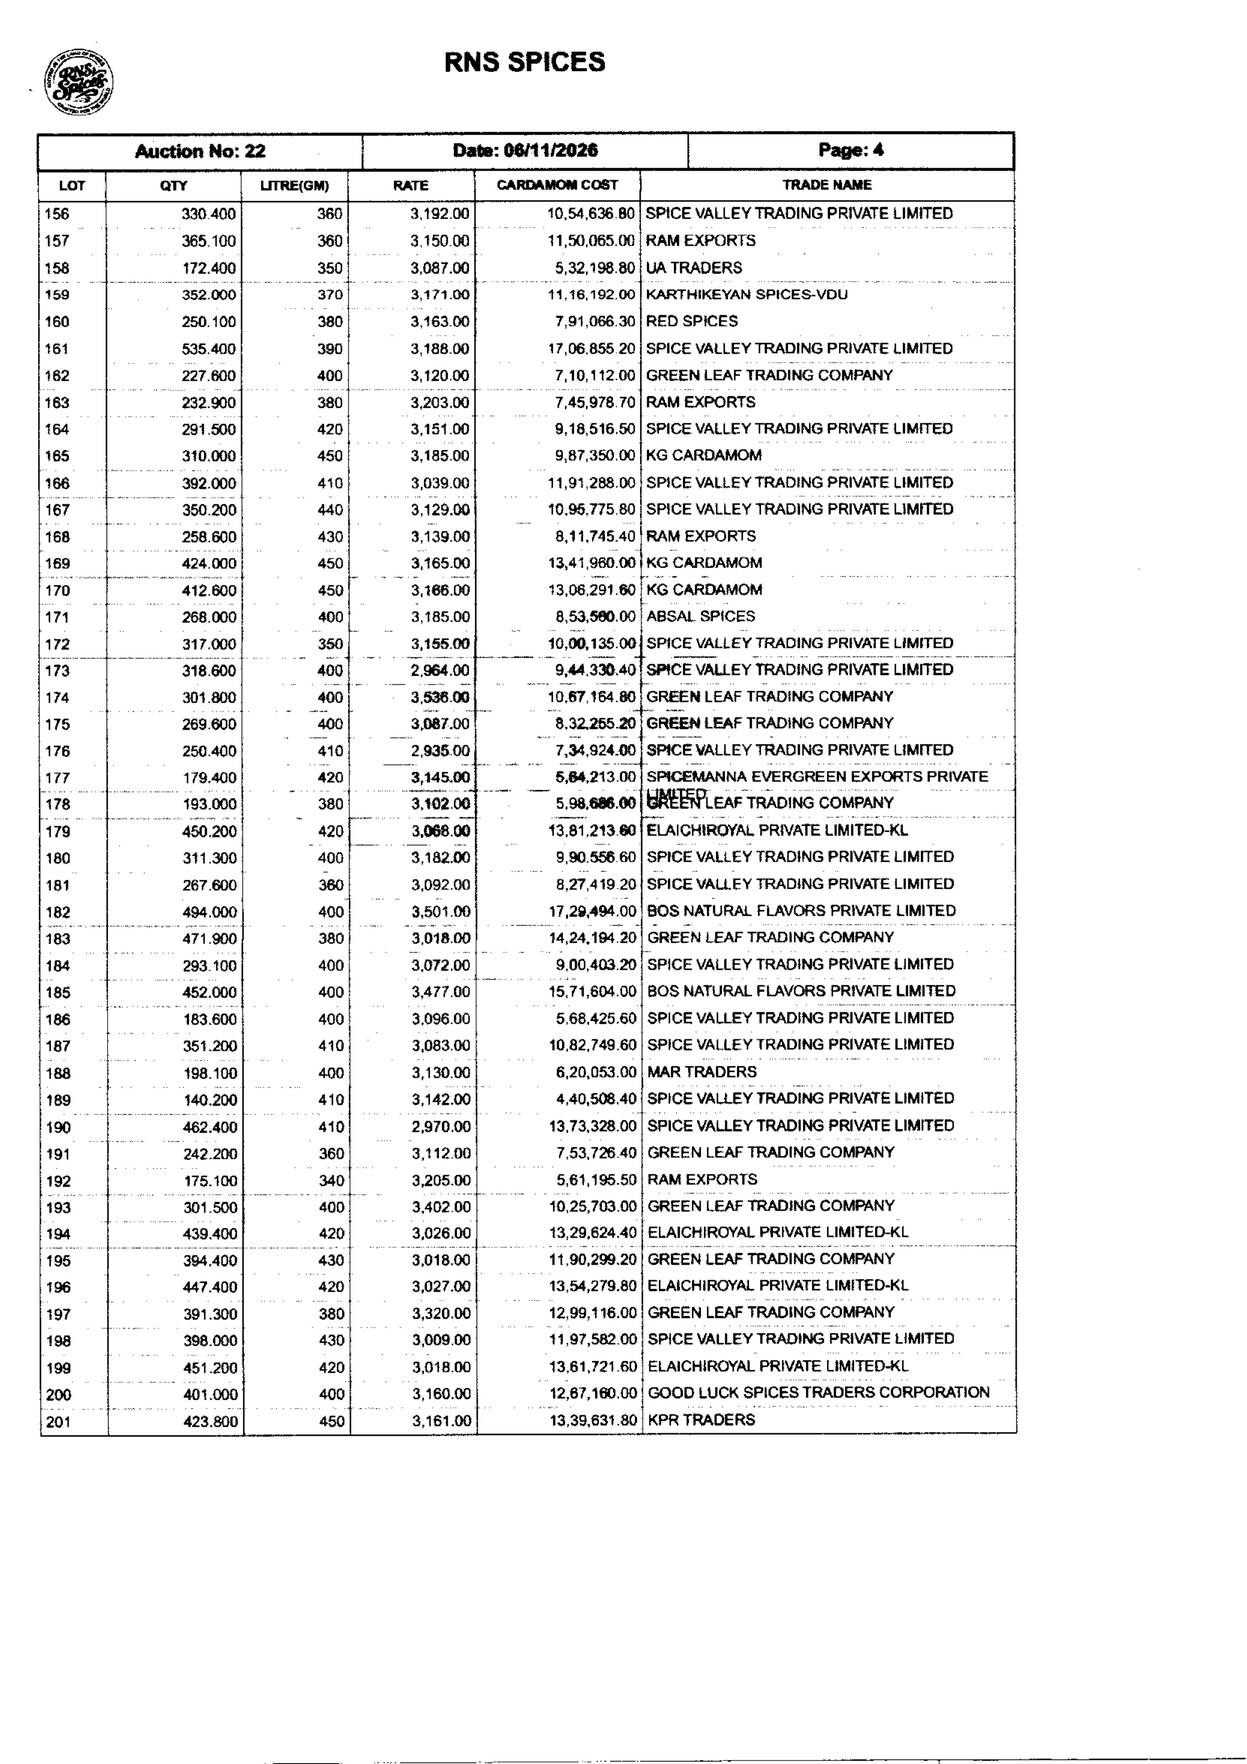 RNS SPICES
RNS
Spices
Auction No: 22 Date: 06/11/2026 Page: 4
LOT QTY LITRE(GM) RATE CARDAMOM COST TRADE NAME
156 330.400 360 3,192.00 10,54,636.80 SPICE VALLEY TRADING PRIVATE LIMITED
157 365.100 360 3,150.00 11,50,065.00 RAM EXPORTS
158 172.400 350 3,087.00 5,32,198.80 UA TRADERS
159 352.000 370 3,171.00 11,16,192.00 KARTHIKEYAN SPICES-VDU
160 250.100 380 3,163.00 7,91,066.30 RED SPICES
161 535.400 390 3,188.00 17,06,855.20 SPICE VALLEY TRADING PRIVATE LIMITED
162 227.600 400 3,120.00 7,10,112.00 GREEN LEAF TRADING COMPANY
163 232.900 380 3,203.00 7,45,978.70 RAM EXPORTS
164 291.500 420 3,151.00 9,18,516.50 SPICE VALLEY TRADING PRIVATE LIMITED
165 310.000 450 3,185.00 9,87,350.00 KG CARDAMOM
166 392.000 410 3,039.00 11,91,288.00 SPICE VALLEY TRADING PRIVATE LIMITED
167 350.200 440 3,129.00 10,95,775.80 SPICE VALLEY TRADING PRIVATE LIMITED
168 258.600 430 3,139.00 8,11,745.40 RAM EXPORTS
169 424.000 450 3,165.00 13,41,960.00 KG CARDAMOM
170 412.600 450 3,166.00 13,06,291.60 KG CARDAMOM
171 268.000 400 3,185.00 8,53,580.00 ABSAL SPICES
172 317.000 350 3,155.00 10,00,135.00 SPICE VALLEY TRADING PRIVATE LIMITED
173 318.600 400 2,964.00 9,44,330.40 SPICE VALLEY TRADING PRIVATE LIMITED
174 301.800 400 3,536.00 10,67,164.80 GREEN LEAF TRADING COMPANY
175 269.600 400 3,087.00 8,32,255.20 GREEN LEAF TRADING COMPANY
176 250.400 410 2,935.00 7,34,924.00 SPICE VALLEY TRADING PRIVATE LIMITED
177 179.400 420 3,145.00 5,64,213.00 SPICEMANNA EVERGREEN EXPORTS PRIVATE
LIMITED
178 193.000 380 3,102.00 5,98,686.00 GREEN LEAF TRADING COMPANY
179 450.200 420 3,068.00 13,81,213.60 ELAICHIROYAL PRIVATE LIMITED-KL
180 311.300 400 3,182.00 9,90,556.60 SPICE VALLEY TRADING PRIVATE LIMITED
181 267.600 360 3,092.00 8,27,419.20 SPICE VALLEY TRADING PRIVATE LIMITED
182 494.000 400 3,501.00 17,29,494.00 BOS NATURAL FLAVORS PRIVATE LIMITED
183 471.900 380 3,018.00 14,24,194.20 GREEN LEAF TRADING COMPANY
184 293.100 400 3,072.00 9,00,403.20 SPICE VALLEY TRADING PRIVATE LIMITED
185 452.000 400 3,477.00 15,71,604.00 BOS NATURAL FLAVORS PRIVATE LIMITED
186 183.600 400 3,096.00 5,68,425.60 SPICE VALLEY TRADING PRIVATE LIMITED
187 351.200 410 3,083.00 10,82,749.60 SPICE VALLEY TRADING PRIVATE LIMITED
188 198.100 400 3,130.00 6,20,053.00 MAR TRADERS
189 140.200 410 3,142.00 4,40,508.40 SPICE VALLEY TRADING PRIVATE LIMITED
190 462.400 410 2,970.00 13,73,328.00 SPICE VALLEY TRADING PRIVATE LIMITED
191 242.200 360 3,112.00 7,53,726.40 GREEN LEAF TRADING COMPANY
192 175.100 340 3,205.00 5,61,195.50 RAM EXPORTS
193 301.500 400 3,402.00 10,25,703.00 GREEN LEAF TRADING COMPANY
194 439.400 420 3,026.00 13,29,624.40 ELAICHIROYAL PRIVATE LIMITED-KL
195 394.400 430 3,018.00 11,90,299.20 GREEN LEAF TRADING COMPANY
196 447.400 420 3,027.00 13,54,279.80 ELAICHIROYAL PRIVATE LIMITED-KL
197 391.300 380 3,320.00 12,99,116.00 GREEN LEAF TRADING COMPANY
198 398.000 430 3,009.00 11,97,582.00 SPICE VALLEY TRADING PRIVATE LIMITED
199 451.200 420 3,018.00 13,61,721.60 ELAICHIROYAL PRIVATE LIMITED-KL
200 401.000 400 3,160.00 12,67,160.00 GOOD LUCK SPICES TRADERS CORPORATION
201 423.800 450 3,161.00 13,39,631.80 KPR TRADERS